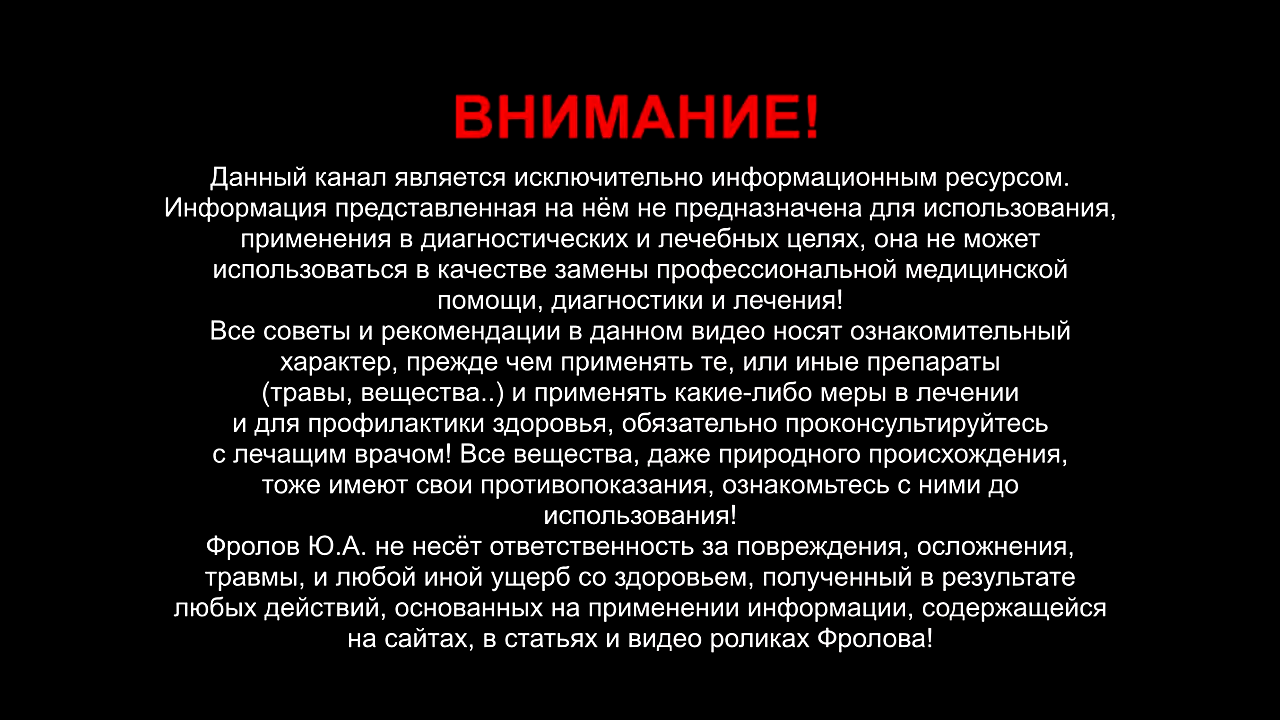 ВНИМАНИЕ!
Данный канал является исключительно информационным ресурсом.
Информация представленная на нём не предназначена для использования,
применения в диагностических и лечебных целях, она не может
использоваться в качестве замены профессиональной медицинской
помощи, диагностики и лечения!
Все советы и рекомендации в данном видео носят ознакомительный
характер, прежде чем применять те, или иные препараты
(травы, вещества..) и применять какие-либо меры в лечении
и для профилактики здоровья, обязательно проконсультируйтесь
с лечащим врачом! Все вещества, даже природного происхождения,
тоже имеют свои противопоказания, ознакомьтесь с ними до
использования!
Фролов Ю.А. не несёт ответственность за повреждения, осложнения,
травмы, и любой иной ущерб со здоровьем, полученный в результате
любых действий, основанных на применении информации, содержащейся
на сайтах, в статьях и видео роликах Фролова!